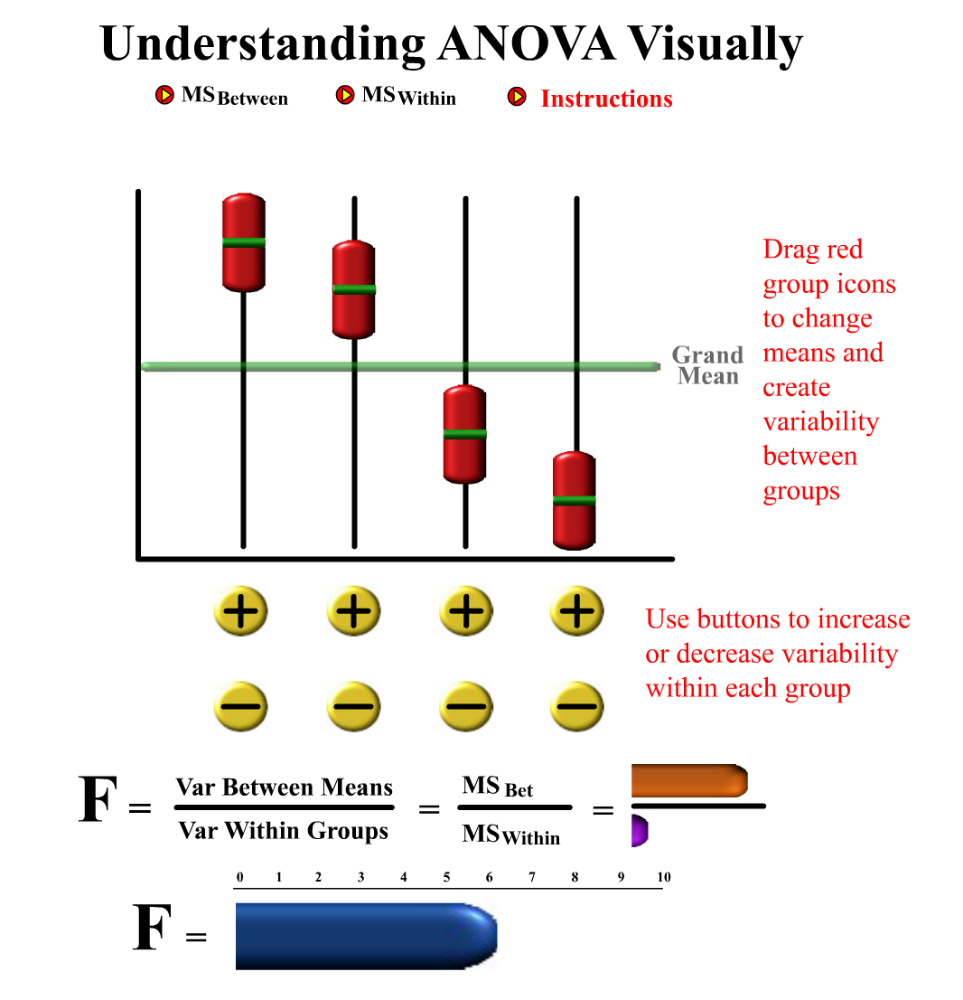 Understanding ANOVA Visually
MS Between MS Within Instructions
Drag red
group icons
to change
means and
create
variability
between
groups
Grand
Mean
+ + + +
Use buttons to increase
or decrease variability
within each group
− − − −
F = Var Between Means / Var Within Groups = MS Bet / MS Within =
0 1 2 3 4 5 6 7 8 9 10
F =